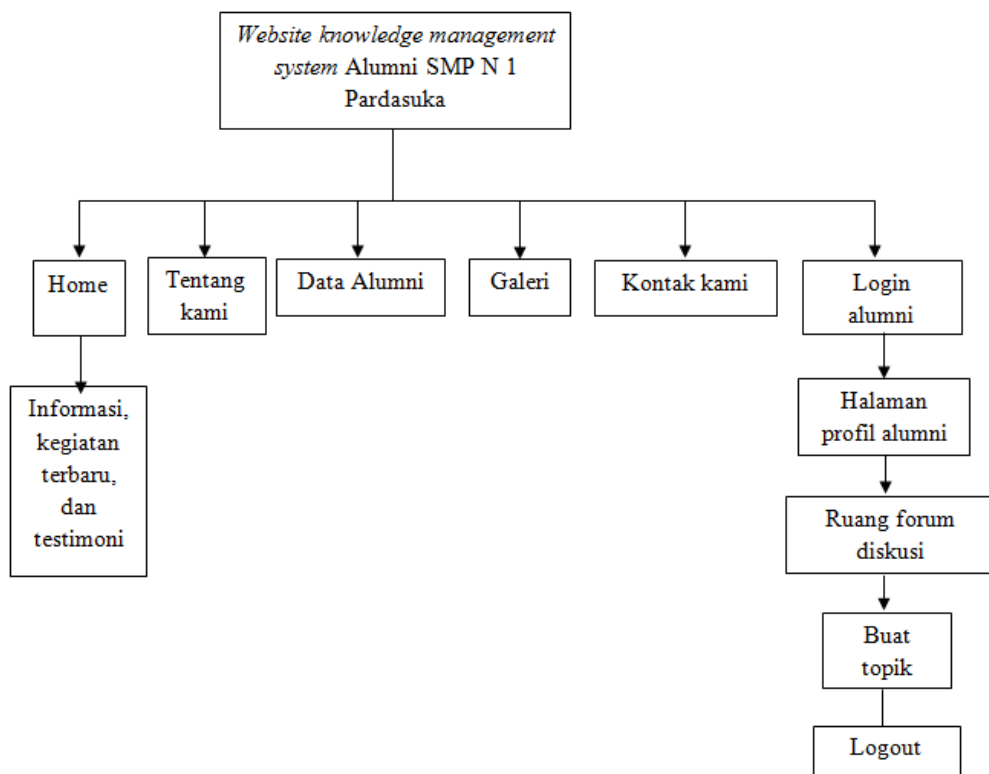 Website knowledge management
system Alumni SMP N 1
Pardasuka
Home
Tentang
kami
Data Alumni
Galeri
Kontak kami
Login
alumni
Informasi,
kegiatan
terbaru,
dan
testimoni
Halaman
profil alumni
Ruang forum
diskusi
Buat
topik
Logout